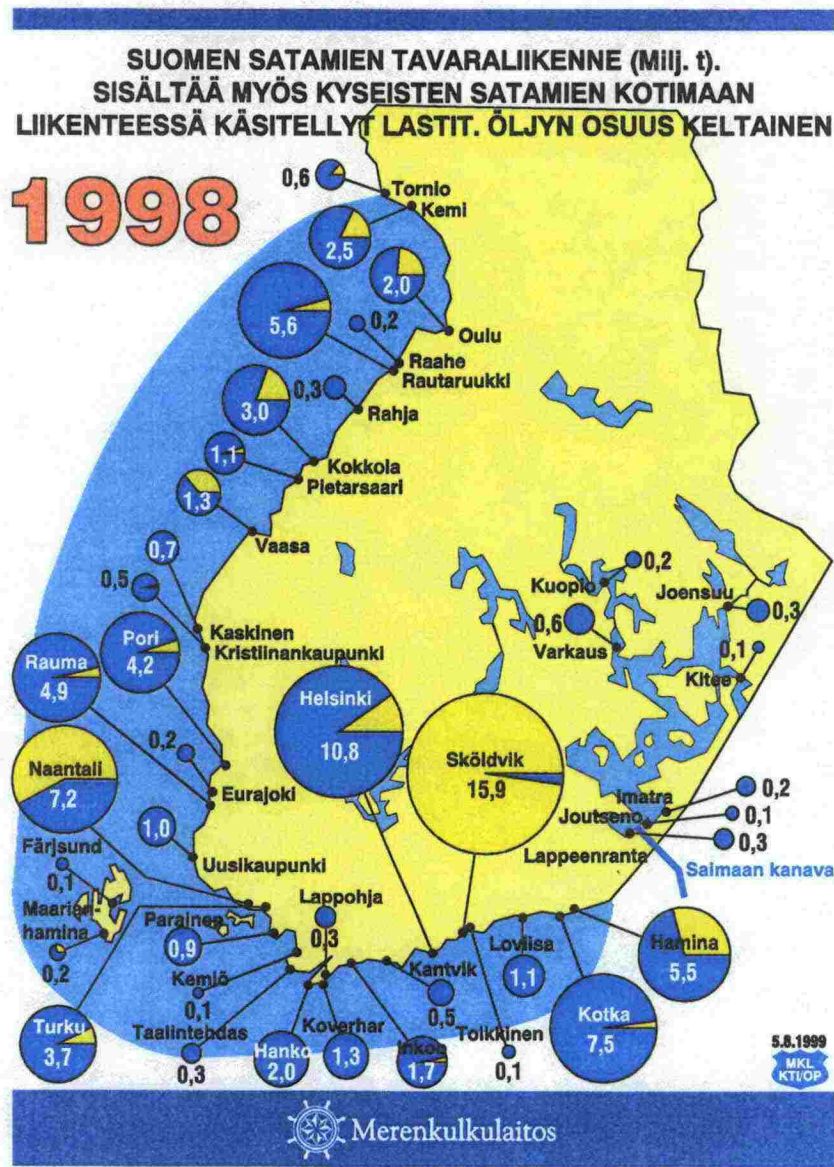 SUOMEN SATAMIEN TAVARALIIKENNE (Milj. t).
SISÄLTÄÄ MYÖS KYSEISTEN SATAMIEN KOTIMAAN
LIIKENTEESSÄ KÄSITELLYT LASTIT. ÖLJYN OSUUS KELTAINEN
1998
0,6
Tornio
Kemi
2,5
2,0
Oulu
5,6
0,2
Raahe
Rautaruukki
0,3
Rahja
3,0
Kokkola
1,1
Pietarsaari
1,3
Vaasa
0,7
0,5
Kaskinen
Kristiinankaupunki
Kuopio
0,2
Joensuu
0,3
0,6
Varkaus
0,1
Kitee
Pori
4,2
Rauma
4,9
Helsinki
10,8
Sköldvik
15,9
0,2
Eurajoki
Naantali
7,2
1,0
Uusikaupunki
Imatra
0,2
Joutseno
0,1
Lappeenranta
0,3
Saimaan kanava
Färjsund
0,1
Maarien-
hamina
0,2
Lappohja
0,3
Parainen
0,9
Kemiö
0,1
Taalintehdas
0,3
Turku
3,7
Hanko
2,0
Koverhar
1,3
Inkoo
1,7
Kantvik
0,5
Tolkkinen
0,1
Loviisa
1,1
Kotka
7,5
Hamina
5,5
5.8.1999
MKL
KTI/OP
Merenkulkulaitos